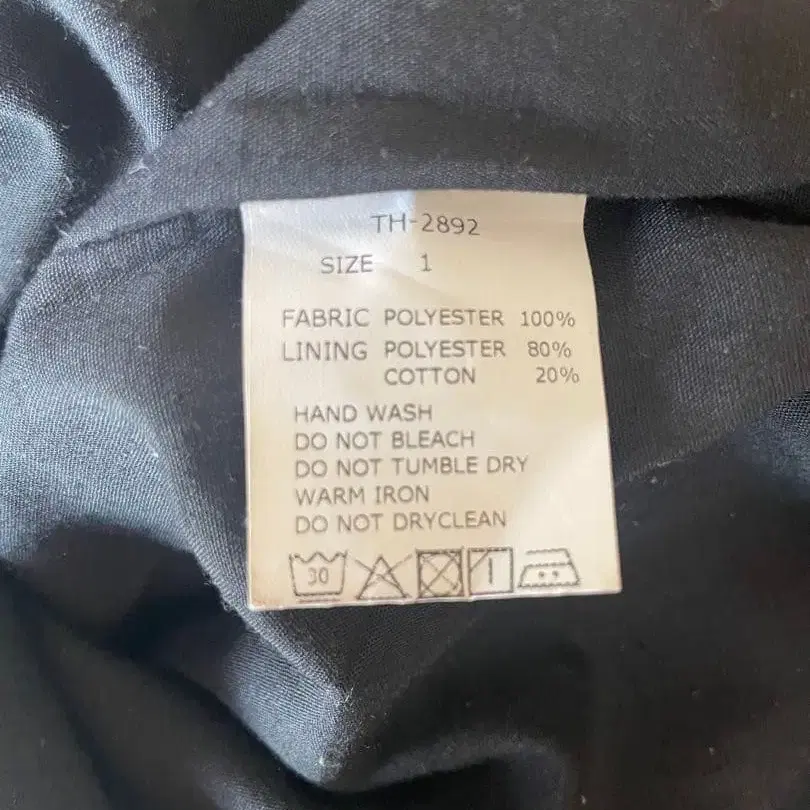 TH-2892
SIZE 1
FABRIC POLYESTER 100%
LINING POLYESTER 80%
COTTON 20%
HAND WASH
DO NOT BLEACH
DO NOT TUMBLE DRY
WARM IRON
DO NOT DRYCLEAN
30